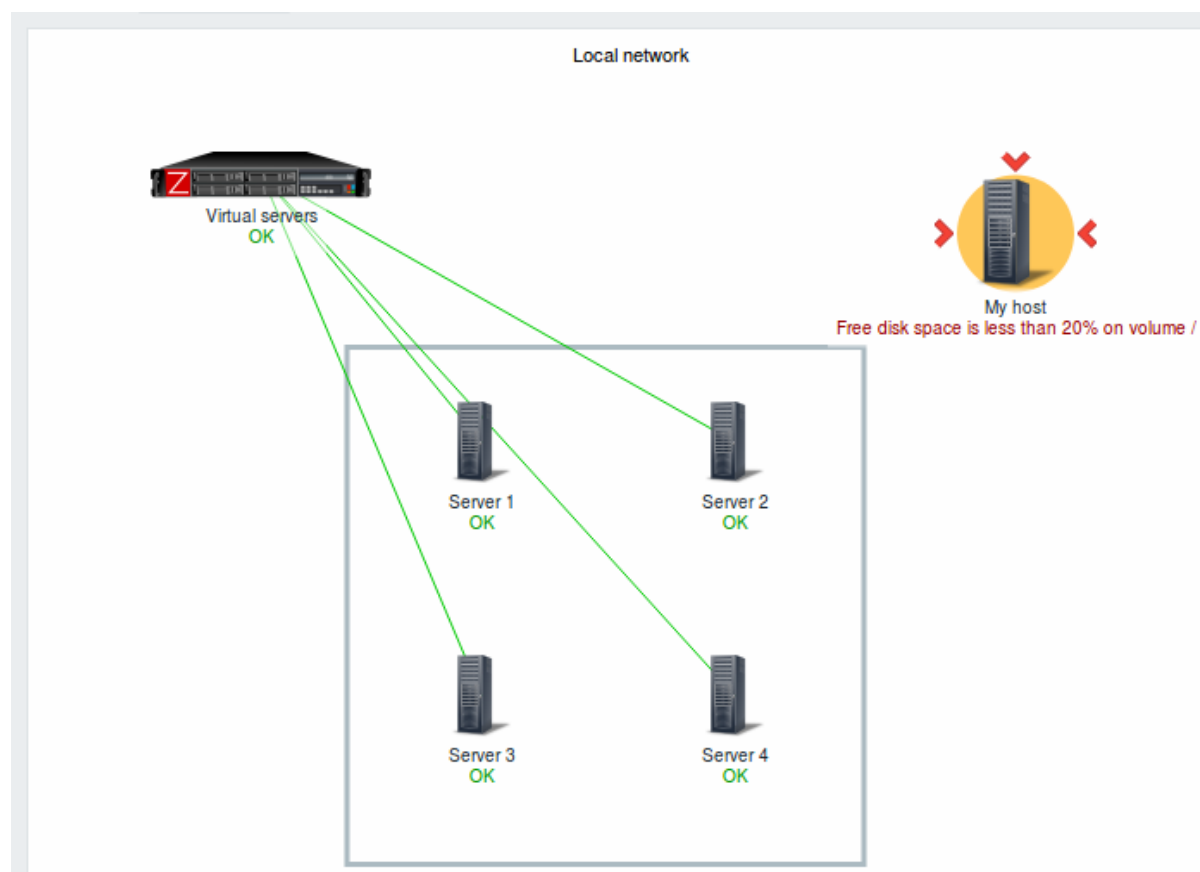 Local network
Z
Virtual servers
OK
My host
Free disk space is less than 20% on volume /
Server 1
OK
Server 2
OK
Server 3
OK
Server 4
OK